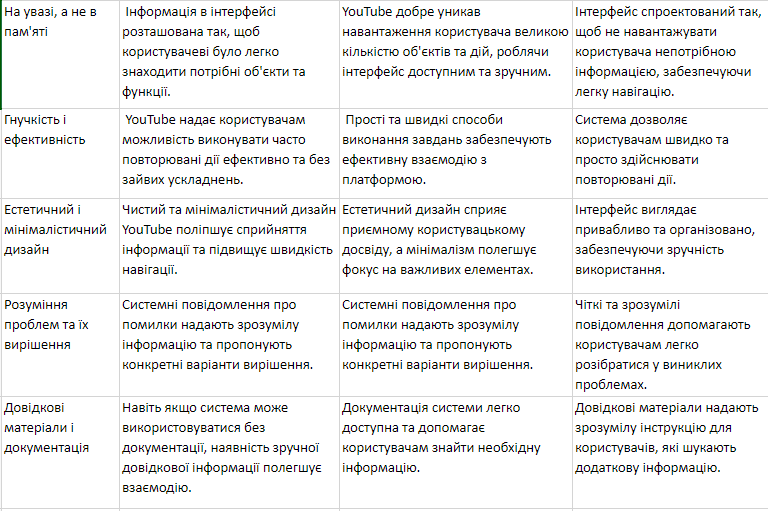 На увазі, а не в
пам'яті
Інформація в інтерфейсі
розташована так, щоб
користувачеві було легко
знаходити потрібні об'єкти та
функції.
YouTube добре уникав
навантаження користувача великою
кількістю об'єктів та дій, роблячи
інтерфейс доступним та зручним.
Інтерфейс спроектований так,
щоб не навантажувати
користувача непотрібною
інформацією, забезпечуючи
легку навігацію.
Гнучкість і
ефективність
YouTube надає користувачам
можливість виконувати часто
повторювані дії ефективно та без
зайвих ускладнень.
Прості та швидкі способи
виконання завдань забезпечують
ефективну взаємодію з
платформою.
Система дозволяє
користувачам швидко та
просто здійснювати
повторювані дії.
Естетичний і
мінімалістичний
дизайн
Чистий та мінімалістичний дизайн
YouTube поліпшує сприйняття
інформації та підвищує швидкість
навігації.
Естетичний дизайн сприяє
приємному користувацькому
досвіду, а мінімалізм полегшує
фокус на важливих елементах.
Інтерфейс виглядає
привабливо та організовано,
забезпечуючи зручність
використання.
Розуміння
проблем та їх
вирішення
Системні повідомлення про
помилки надають зрозумілу
інформацію та пропонують
конкретні варіанти вирішення.
Системні повідомлення про
помилки надають зрозумілу
інформацію та пропонують
конкретні варіанти вирішення.
Чіткі та зрозумілі
повідомлення допомагають
користувачам легко
розібратися у виниклих
проблемах.
Довідкові
матеріали і
документація
Навіть якщо система може
використовуватися без
документації, наявність зручної
довідкової інформації полегшує
взаємодію.
Документація системи легко
доступна та допомагає
користувачам знайти необхідну
інформацію.
Довідкові матеріали надають
зрозумілу інструкцію для
користувачів, які шукають
додаткову інформацію.